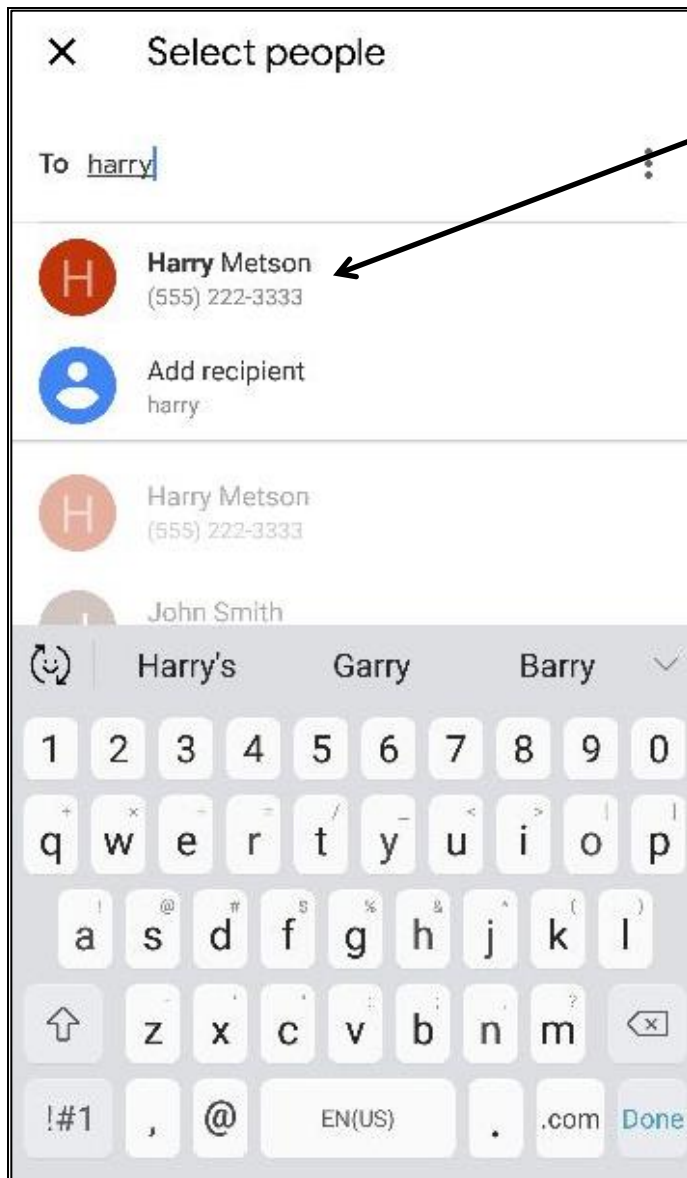 × Select people
To harry
H Harry Metson
(555) 222-3333
Add recipient
harry
H Harry Metson
(555) 222-3333
John Smith
Harry's Garry Barry
1 2 3 4 5 6 7 8 9 0
q w e r t y u i o p
a s d f g h j k l
z x c v b n m
!#1 , @ EN(US) . .com Done